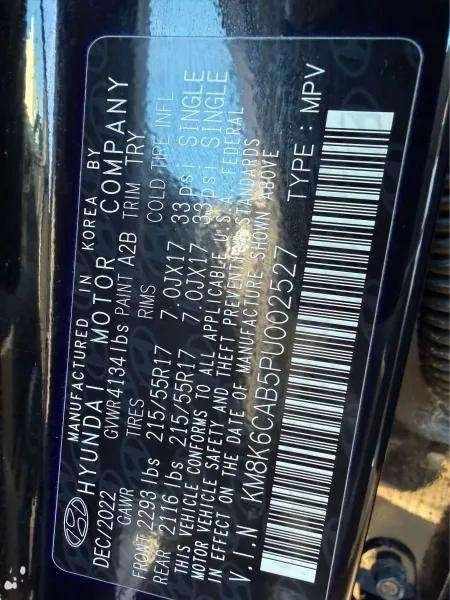 MANUFACTURED IN KOREA BY
HYUNDAI MOTOR COMPANY
DEC/2022 GVWR 4134 lbs PAINT A2B TRIM TRY
GAWR TIRES RIMS COLD TIRE INFL
FRONT 2293 lbs 215/55R17 7.0JX17 33 psi SINGLE
REAR 2116 lbs 215/55R17 7.0JX17 33 psi SINGLE
THIS VEHICLE CONFORMS TO ALL APPLICABLE U.S FEDERAL
MOTOR VEHICLE SAFETY AND THEFT PREVENTION STANDARDS
IN EFFECT ON THE DATE OF MANUFACTURE SHOWN ABOVE
V.I.N KM8K6CAB5PU002527 TYPE : MPV